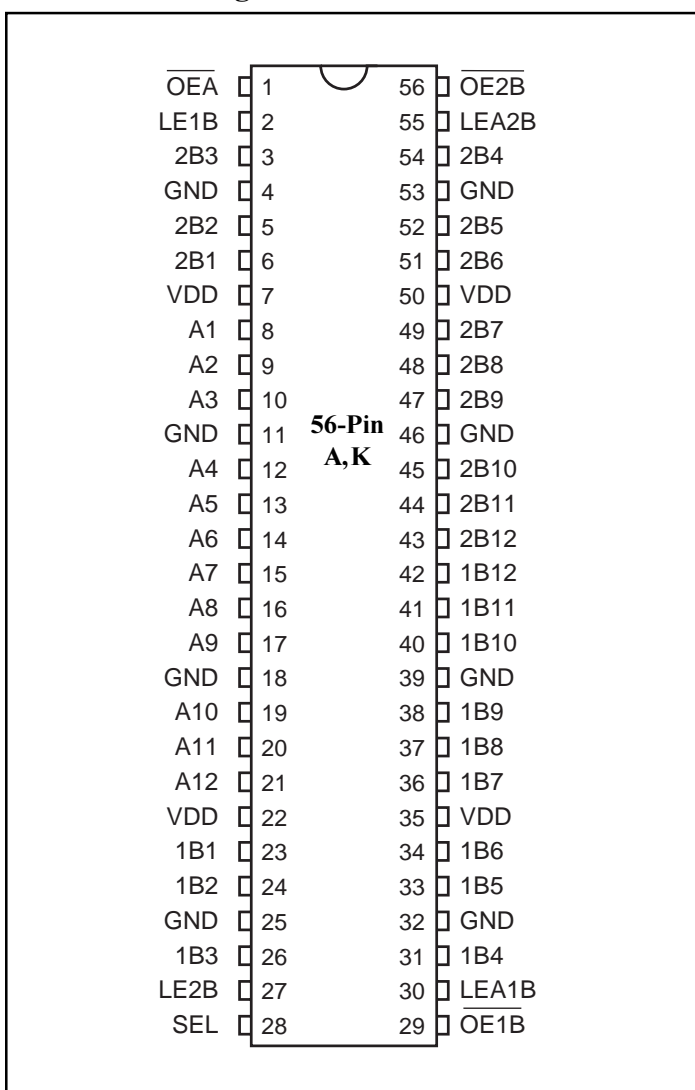 OEA 1 56 OE2B
LE1B 2 55 LEA2B
2B3 3 54 2B4
GND 4 53 GND
2B2 5 52 2B5
2B1 6 51 2B6
VDD 7 50 VDD
A1 8 49 2B7
A2 9 48 2B8
A3 10 47 2B9
GND 11 56-Pin 46 GND
A4 12 A,K 45 2B10
A5 13 44 2B11
A6 14 43 2B12
A7 15 42 1B12
A8 16 41 1B11
A9 17 40 1B10
GND 18 39 GND
A10 19 38 1B9
A11 20 37 1B8
A12 21 36 1B7
VDD 22 35 VDD
1B1 23 34 1B6
1B2 24 33 1B5
GND 25 32 GND
1B3 26 31 1B4
LE2B 27 30 LEA1B
SEL 28 29 OE1B